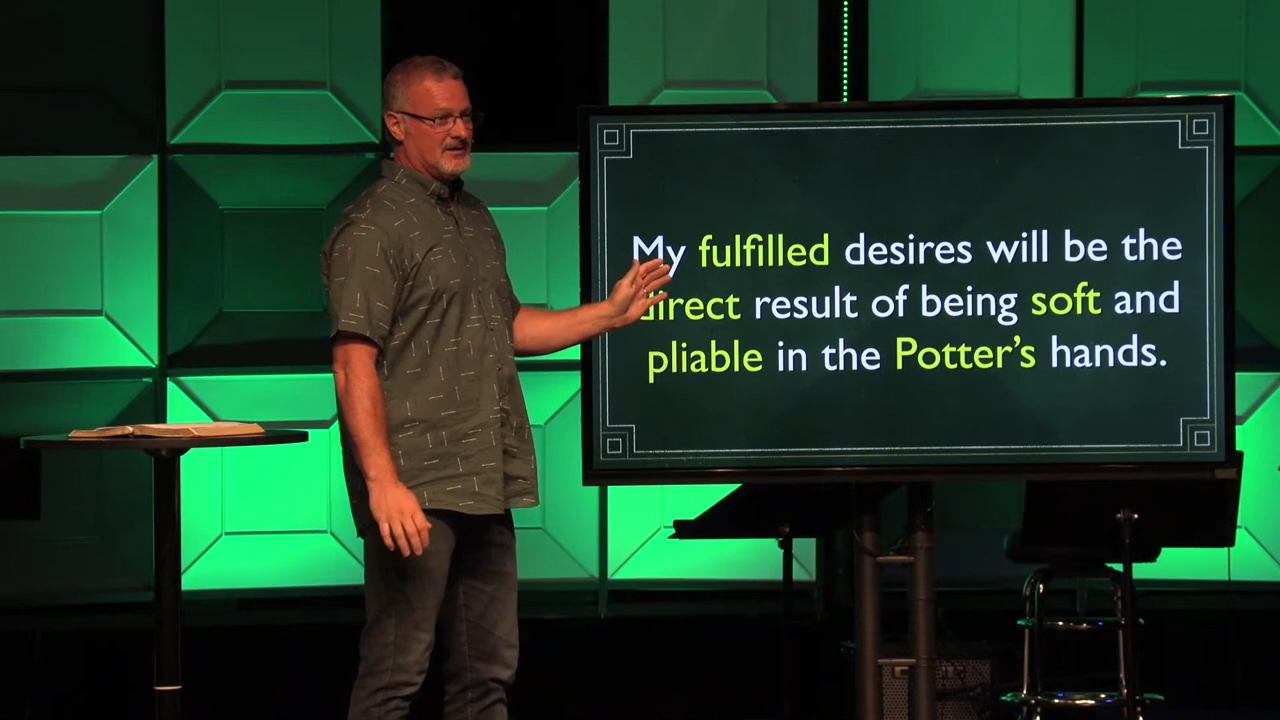 My fulfilled desires will be the
direct result of being soft and
pliable in the Potter's hands.